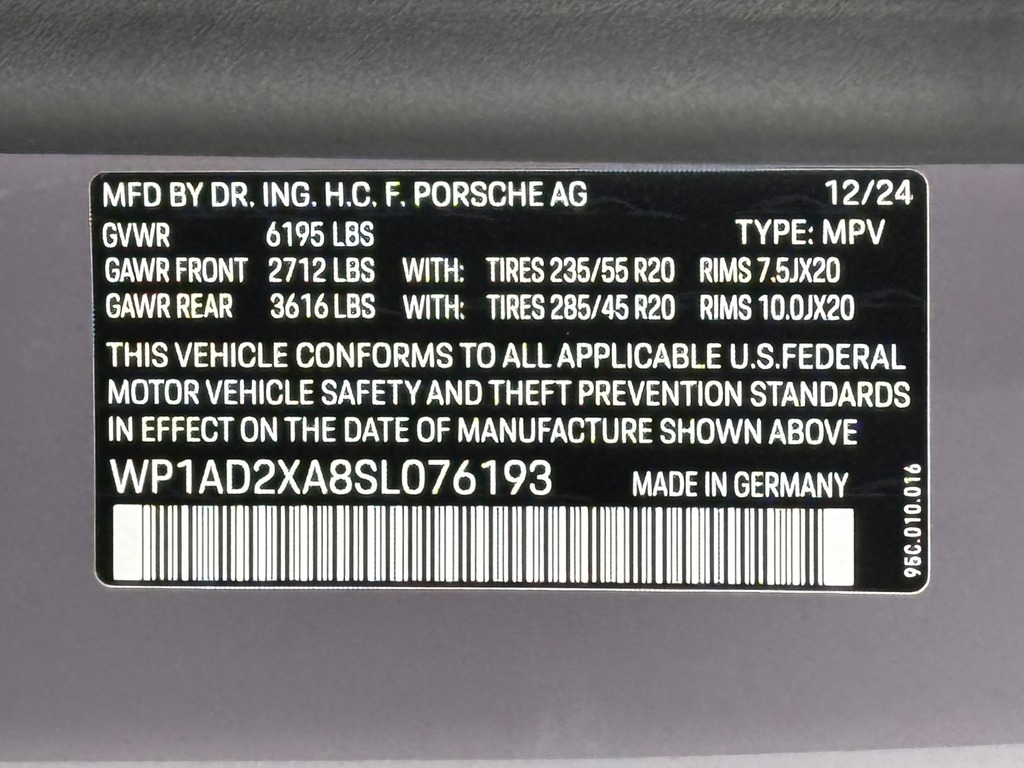 MFD BY DR. ING. H.C. F. PORSCHE AG 12/24
GVWR 6195 LBS TYPE: MPV
GAWR FRONT 2712 LBS WITH: TIRES 235/55 R20 RIMS 7.5JX20
GAWR REAR 3616 LBS WITH: TIRES 285/45 R20 RIMS 10.0JX20
THIS VEHICLE CONFORMS TO ALL APPLICABLE U.S.FEDERAL
MOTOR VEHICLE SAFETY AND THEFT PREVENTION STANDARDS
IN EFFECT ON THE DATE OF MANUFACTURE SHOWN ABOVE
WP1AD2XA8SL076193 MADE IN GERMANY
95C.010.016